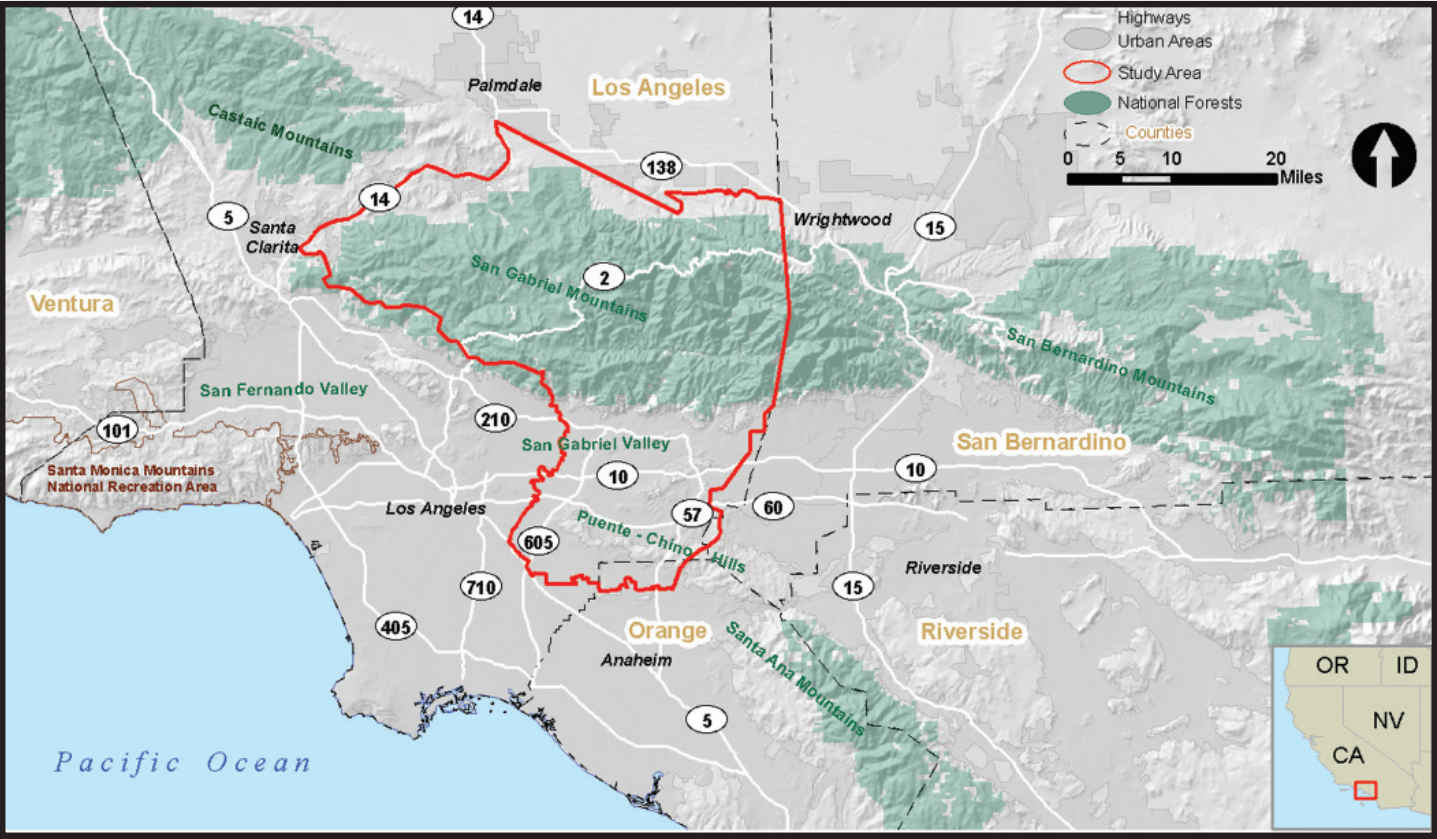 14
Highways
Urban Areas
Study Area
National Forests
Counties
0 5 10 20
Miles
Palmdale
Los Angeles
Castaic Mountains
138
14
5
Santa
Clarita
Wrightwood
15
San Gabriel Mountains
2
Ventura
San Bernardino Mountains
San Fernando Valley
210
101
San Gabriel Valley
San Bernardino
Santa Monica Mountains
National Recreation Area
10
10
Los Angeles
57
60
605
Puente - Chino Hills
710
15
Riverside
405
Orange
Riverside
Anaheim
Santa Ana Mountains
5
Pacific Ocean
OR
ID
NV
CA